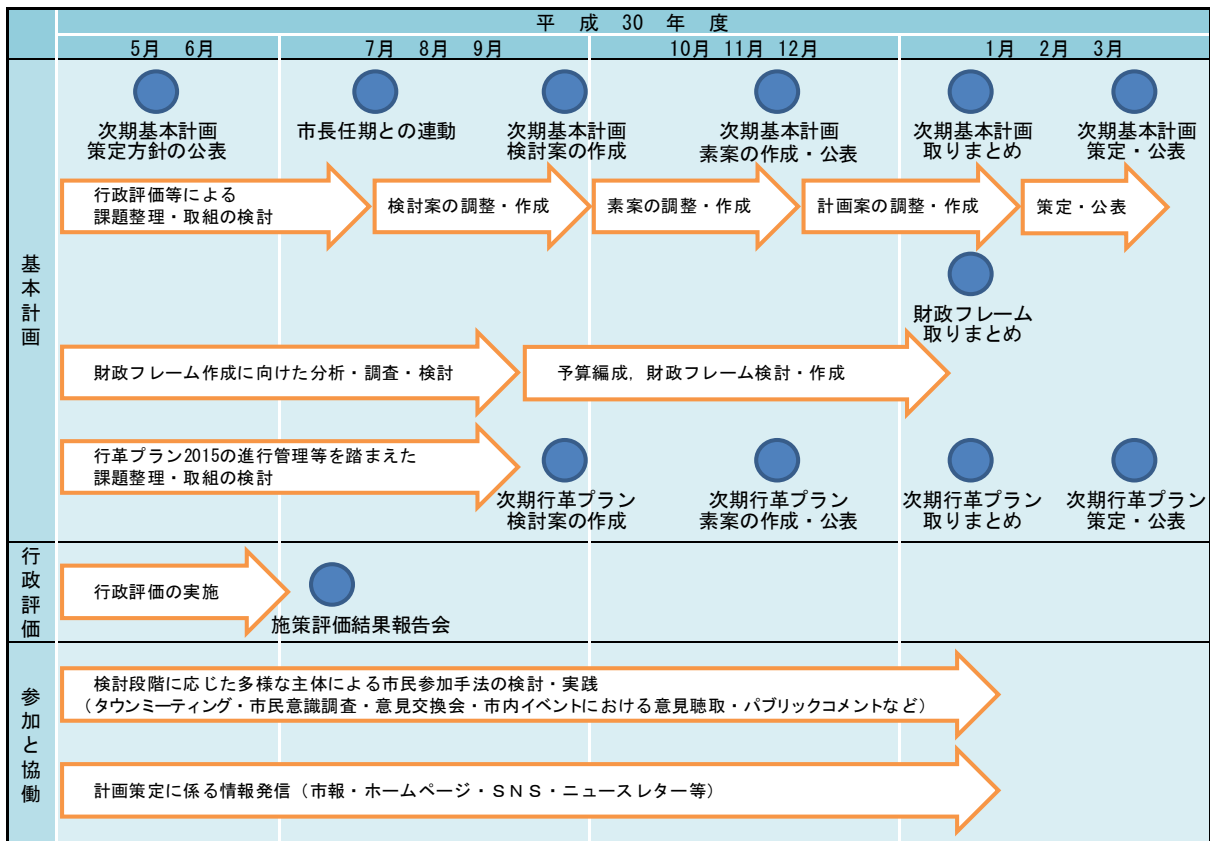 平成30年度
5月 6月
7月 8月 9月
10月 11月 12月
1月 2月 3月
基本計画
次期基本計画
策定方針の公表
市長任期との連動
次期基本計画
検討案の作成
次期基本計画
素案の作成・公表
次期基本計画
取りまとめ
次期基本計画
策定・公表
行政評価等による
課題整理・取組の検討
検討案の調整・作成
素案の調整・作成
計画案の調整・作成
策定・公表
財政フレーム
取りまとめ
財政フレーム作成に向けた分析・調査・検討
予算編成,財政フレーム検討・作成
行革プラン2015の進行管理等を踏まえた
課題整理・取組の検討
次期行革プラン
検討案の作成
次期行革プラン
素案の作成・公表
次期行革プラン
取りまとめ
次期行革プラン
策定・公表
行政評価
行政評価の実施
施策評価結果報告会
参加と協働
検討段階に応じた多様な主体による市民参加手法の検討・実践
(タウンミーティング・市民意識調査・意見交換会・市内イベントにおける意見聴取・パブリックコメントなど)
計画策定に係る情報発信(市報・ホームページ・SNS・ニュースレター等)